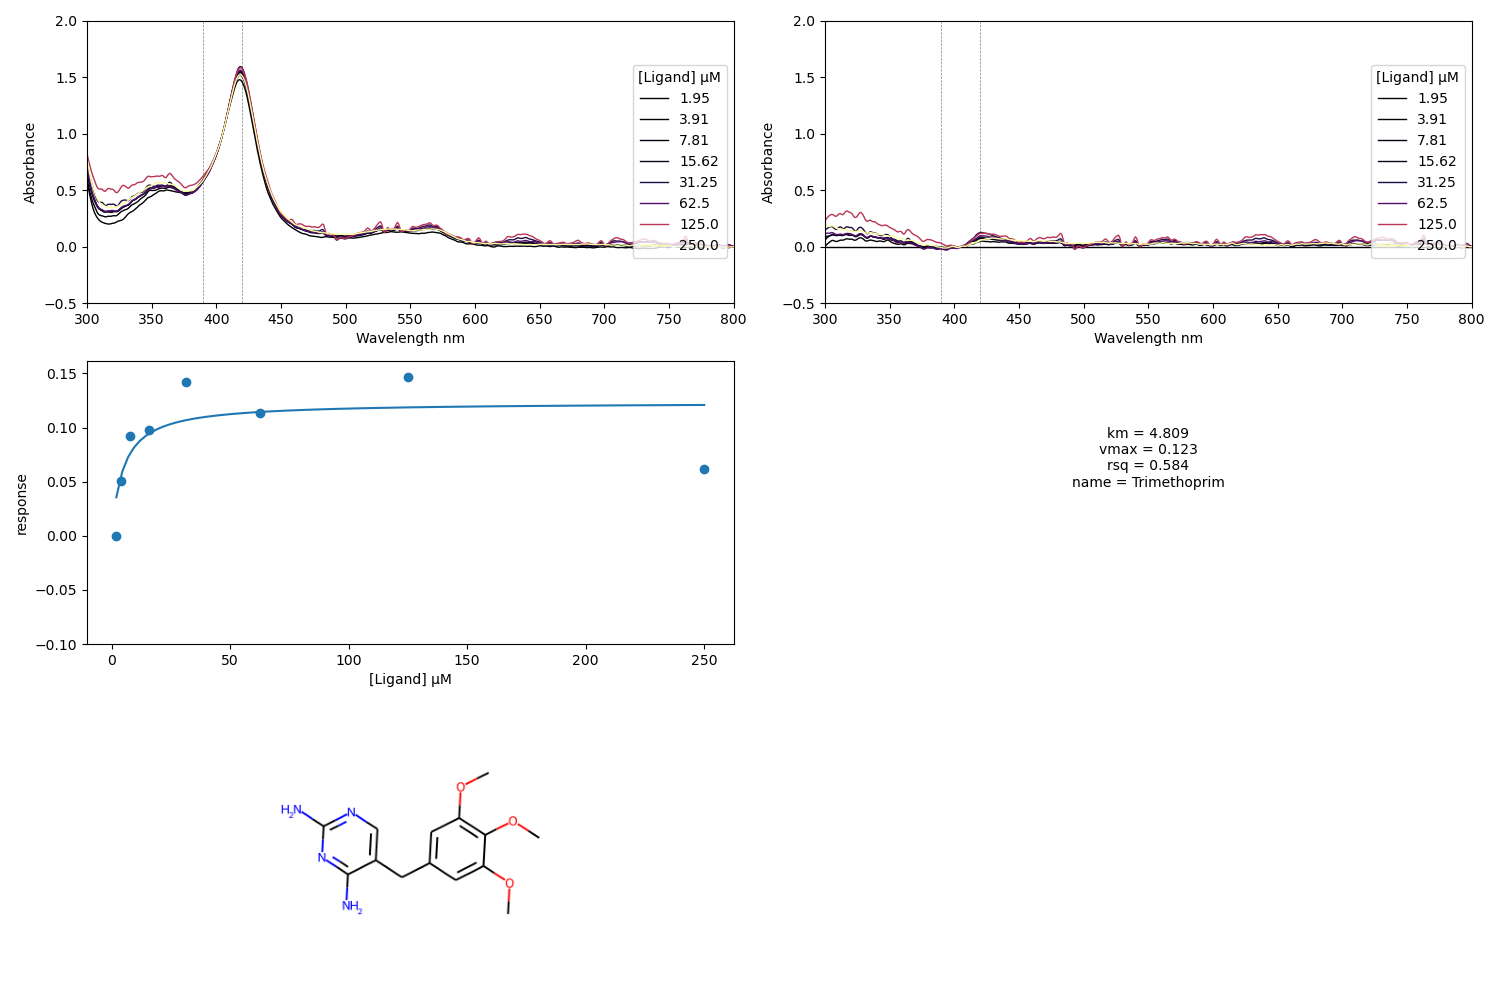 2.0
1.5
1.0
0.5
0.0
−0.5
Absorbance
300 350 400 450 500 550 600 650 700 750 800
Wavelength nm
[Ligand] µM
1.95
3.91
7.81
15.62
31.25
62.5
125.0
250.0
2.0
1.5
1.0
0.5
0.0
−0.5
Absorbance
300 350 400 450 500 550 600 650 700 750 800
Wavelength nm
[Ligand] µM
1.95
3.91
7.81
15.62
31.25
62.5
125.0
250.0
0.15
0.10
0.05
0.00
−0.05
−0.10
response
0 50 100 150 200 250
[Ligand] µM
km = 4.809
vmax = 0.123
rsq = 0.584
name = Trimethoprim
O
H₂N N O
N
O
NH₂